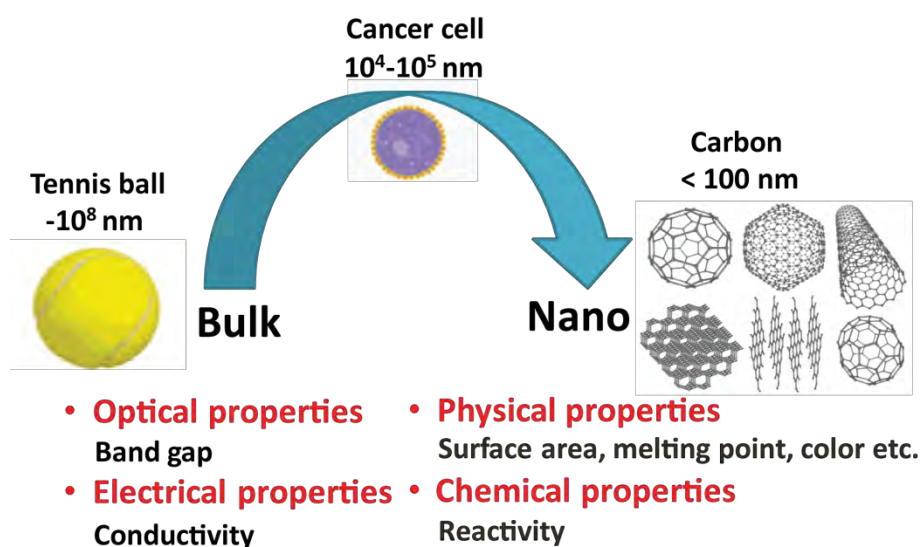 Cancer cell
10⁴-10⁵ nm
Tennis ball
-10⁸ nm
Carbon
< 100 nm
Bulk
Nano
• Optical properties
Band gap
• Electrical properties
Conductivity
• Physical properties
Surface area, melting point, color etc.
• Chemical properties
Reactivity